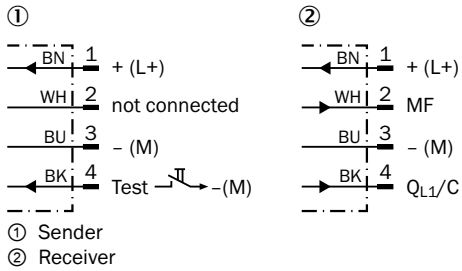 ① ②
BN 1 + (L+)
WH 2 not connected
BU 3 – (M)
BK 4 Test –(M)
BN 1 + (L+)
WH 2 MF
BU 3 – (M)
BK 4 QL1/C
① Sender
② Receiver